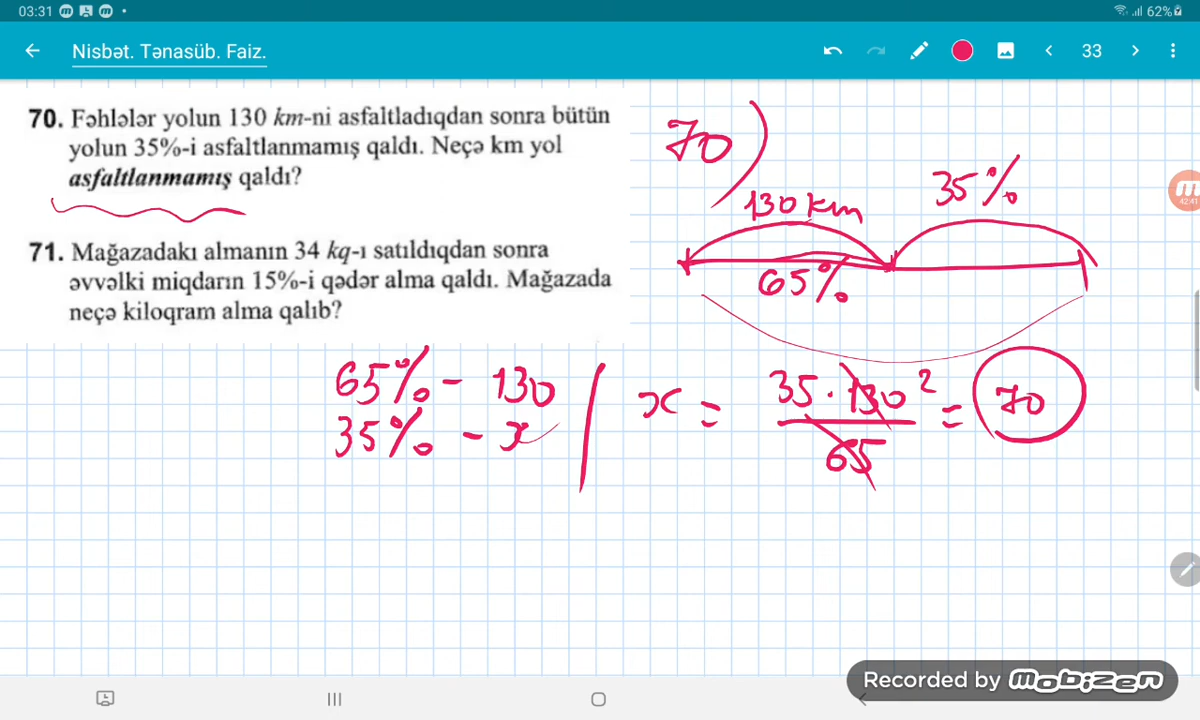 03:31 62%
Nisbət. Tənasüb. Faiz. 33
70. Fəhlələr yolun 130 km-ni asfaltladıqdan sonra bütün
yolun 35%-i asfaltlanmamış qaldı. Neçə km yol
asfaltlanmamış qaldı?
71. Mağazadakı almanın 34 kq-ı satıldıqdan sonra
əvvəlki miqdarın 15%-i qədər alma qaldı. Mağazada
neçə kiloqram alma qalıb?
70)
130 km 35%
65%
65% - 130
35% - x
x = 35 · 130 2 / 65 = 70
42:41
Recorded by mobizen